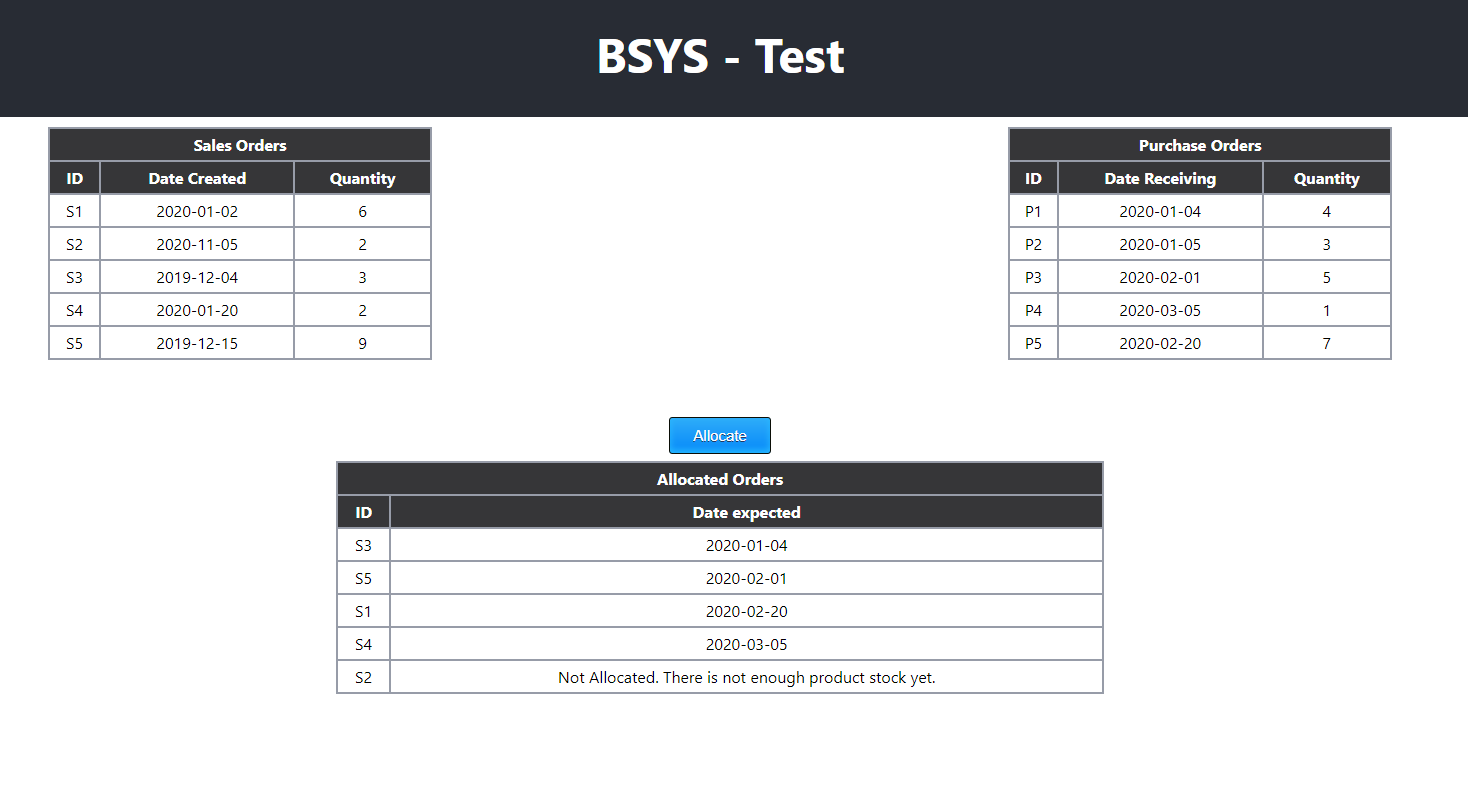 BSYS - Test
Sales Orders
ID Date Created Quantity
S1 2020-01-02 6
S2 2020-11-05 2
S3 2019-12-04 3
S4 2020-01-20 2
S5 2019-12-15 9
Purchase Orders
ID Date Receiving Quantity
P1 2020-01-04 4
P2 2020-01-05 3
P3 2020-02-01 5
P4 2020-03-05 1
P5 2020-02-20 7
Allocate
Allocated Orders
ID Date expected
S3 2020-01-04
S5 2020-02-01
S1 2020-02-20
S4 2020-03-05
S2 Not Allocated. There is not enough product stock yet.